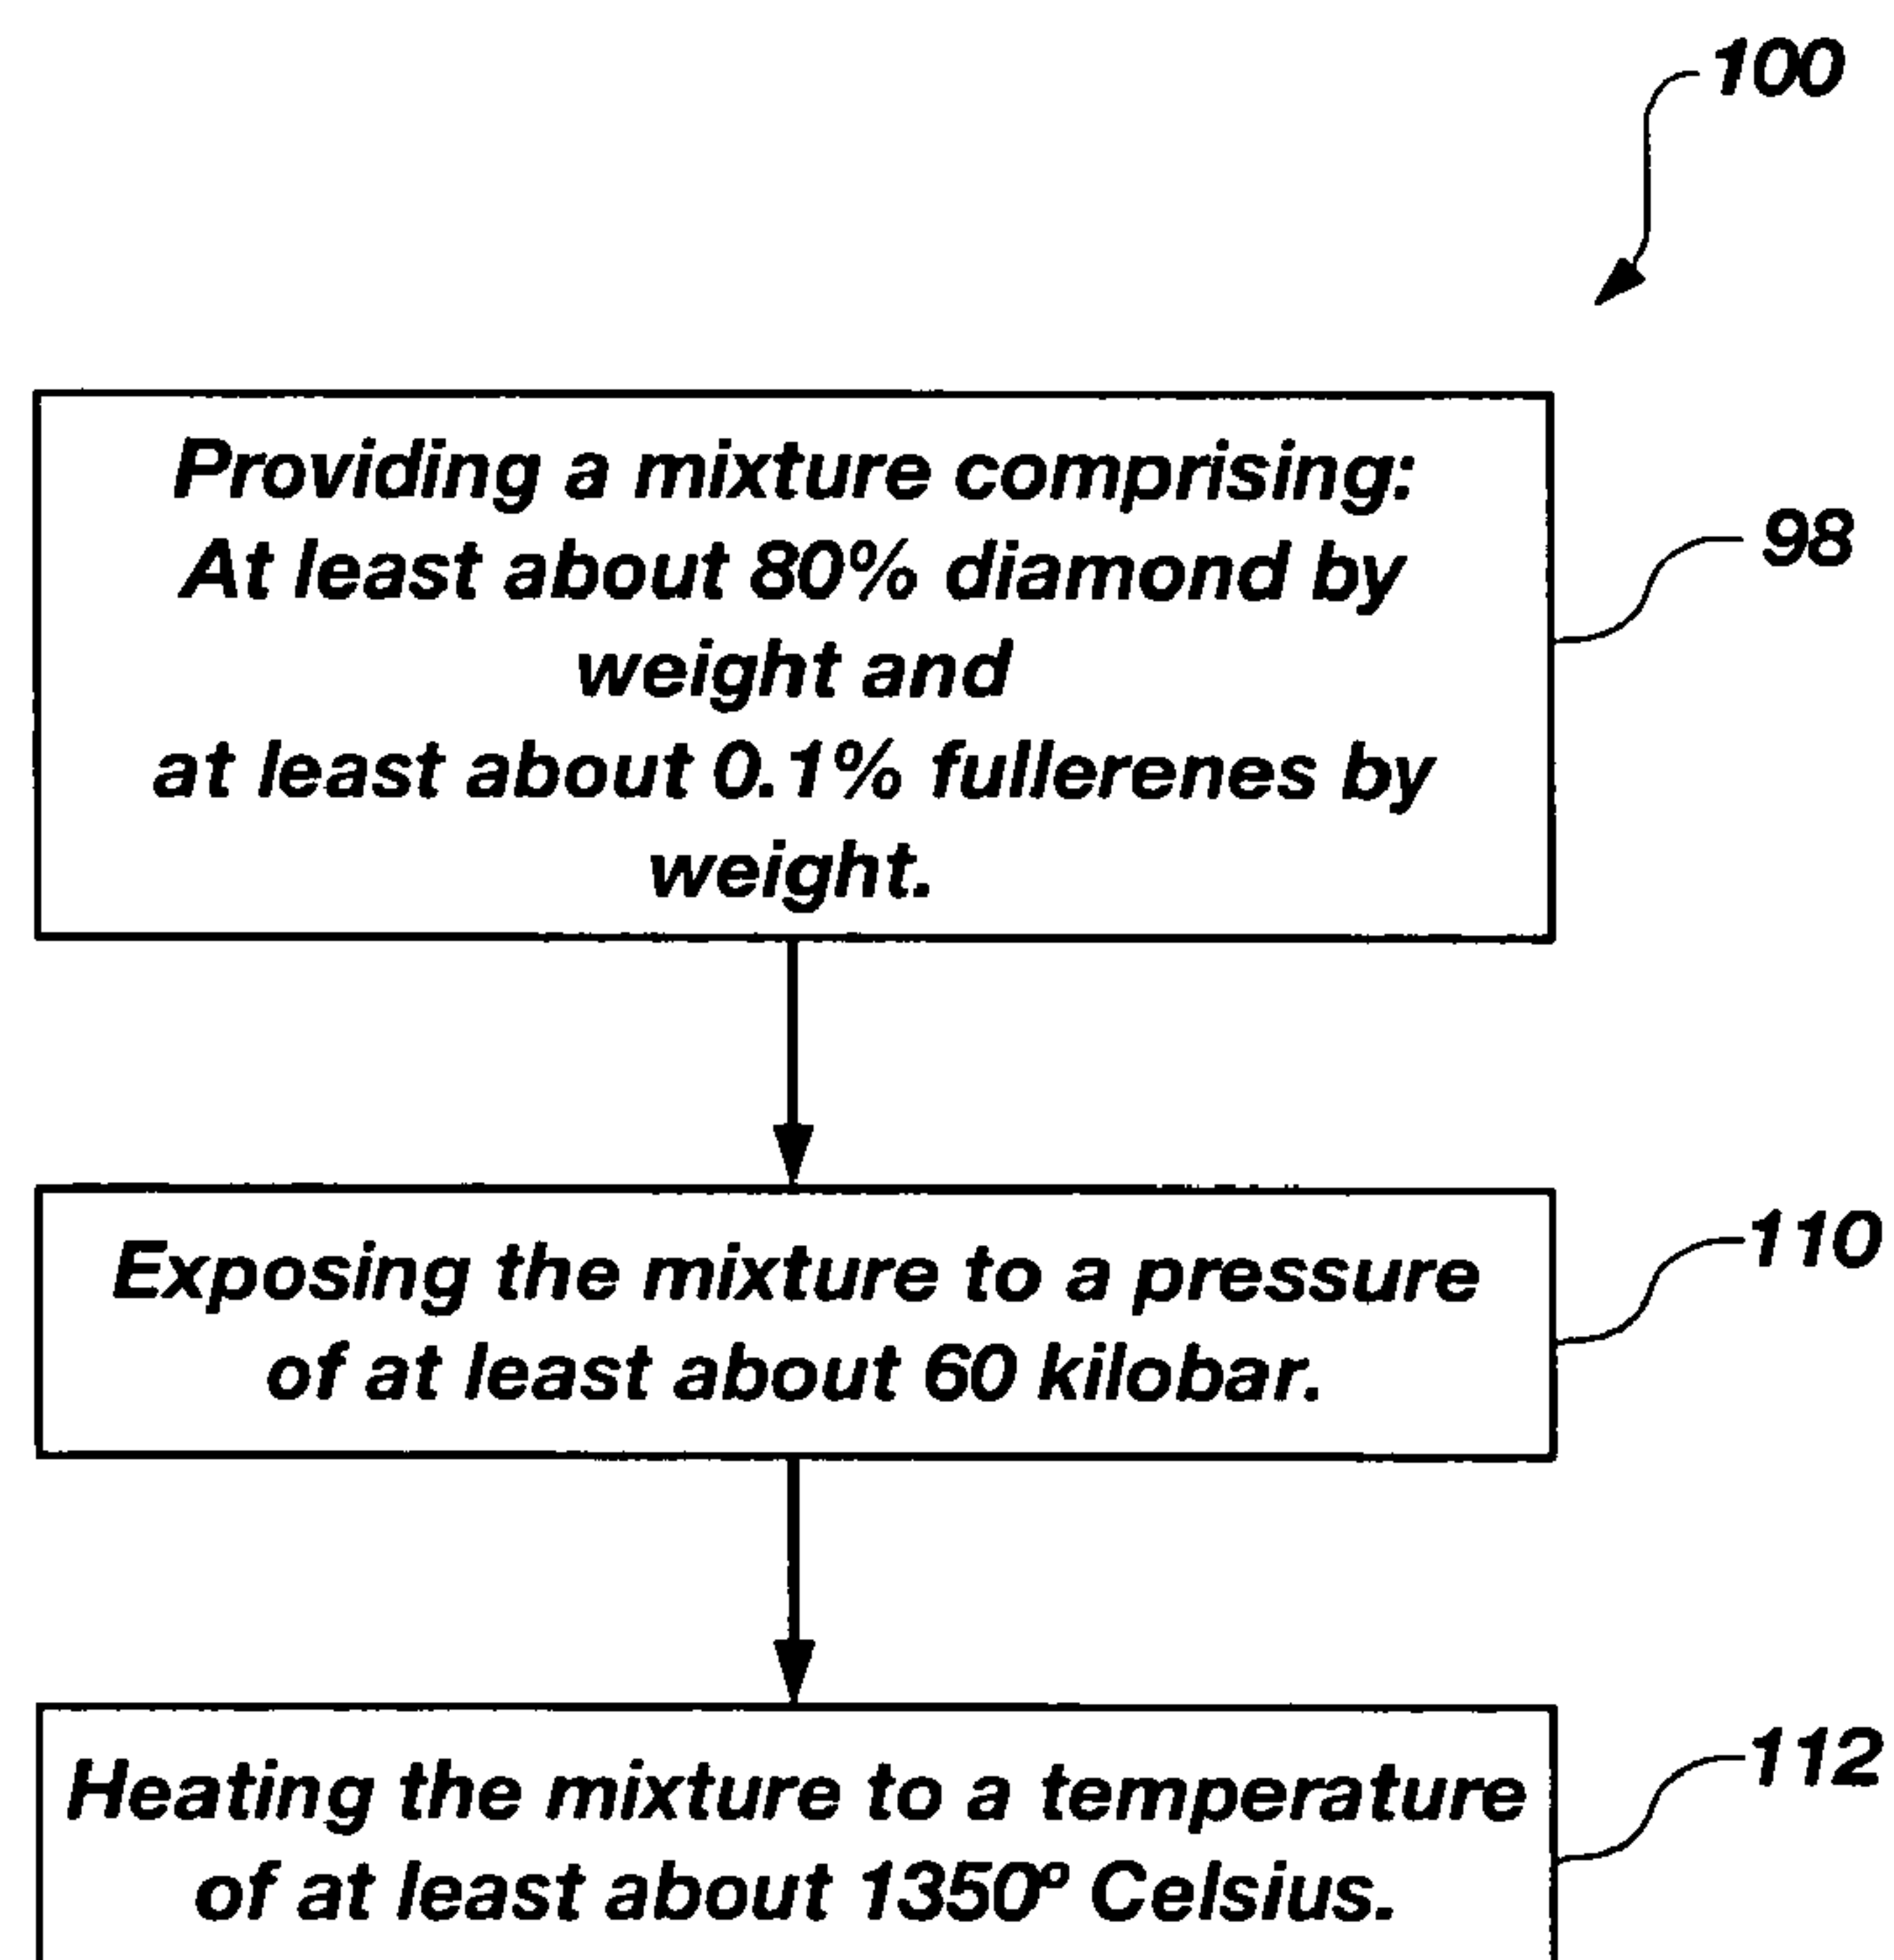 100
Providing a mixture comprising:
At least about 80% diamond by
weight and
at least about 0.1% fullerenes by
weight.
98
Exposing the mixture to a pressure
of at least about 60 kilobar.
110
Heating the mixture to a temperature
of at least about 1350º Celsius.
112